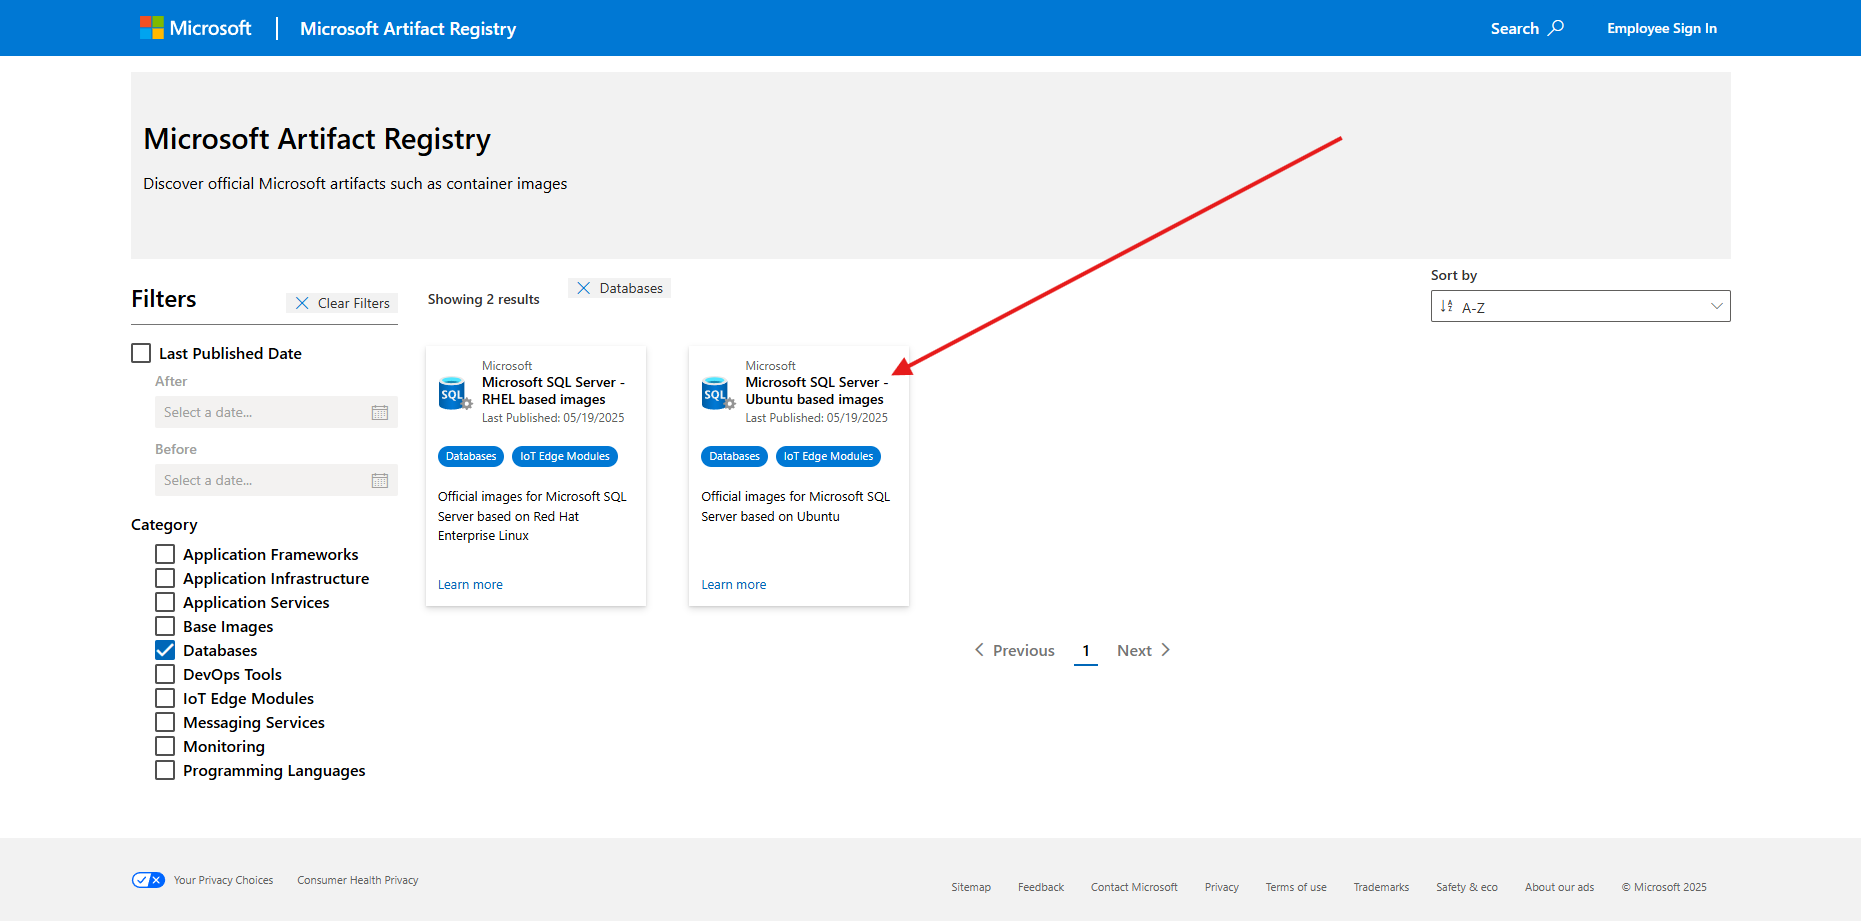 Microsoft
Microsoft Artifact Registry
Search
Employee Sign In
Microsoft Artifact Registry
Discover official Microsoft artifacts such as container images
Filters
Clear Filters
Showing 2 results
Databases
Sort by
A-Z
Last Published Date
After
Select a date...
Before
Select a date...
Category
Application Frameworks
Application Infrastructure
Application Services
Base Images
Databases
DevOps Tools
IoT Edge Modules
Messaging Services
Monitoring
Programming Languages
SQL
Microsoft
Microsoft SQL Server -
RHEL based images
Last Published: 05/19/2025
Databases
IoT Edge Modules
Official images for Microsoft SQL
Server based on Red Hat
Enterprise Linux
Learn more
SQL
Microsoft
Microsoft SQL Server -
Ubuntu based images
Last Published: 05/19/2025
Databases
IoT Edge Modules
Official images for Microsoft SQL
Server based on Ubuntu
Learn more
Previous
1
Next
Your Privacy Choices
Consumer Health Privacy
Sitemap
Feedback
Contact Microsoft
Privacy
Terms of use
Trademarks
Safety & eco
About our ads
© Microsoft 2025